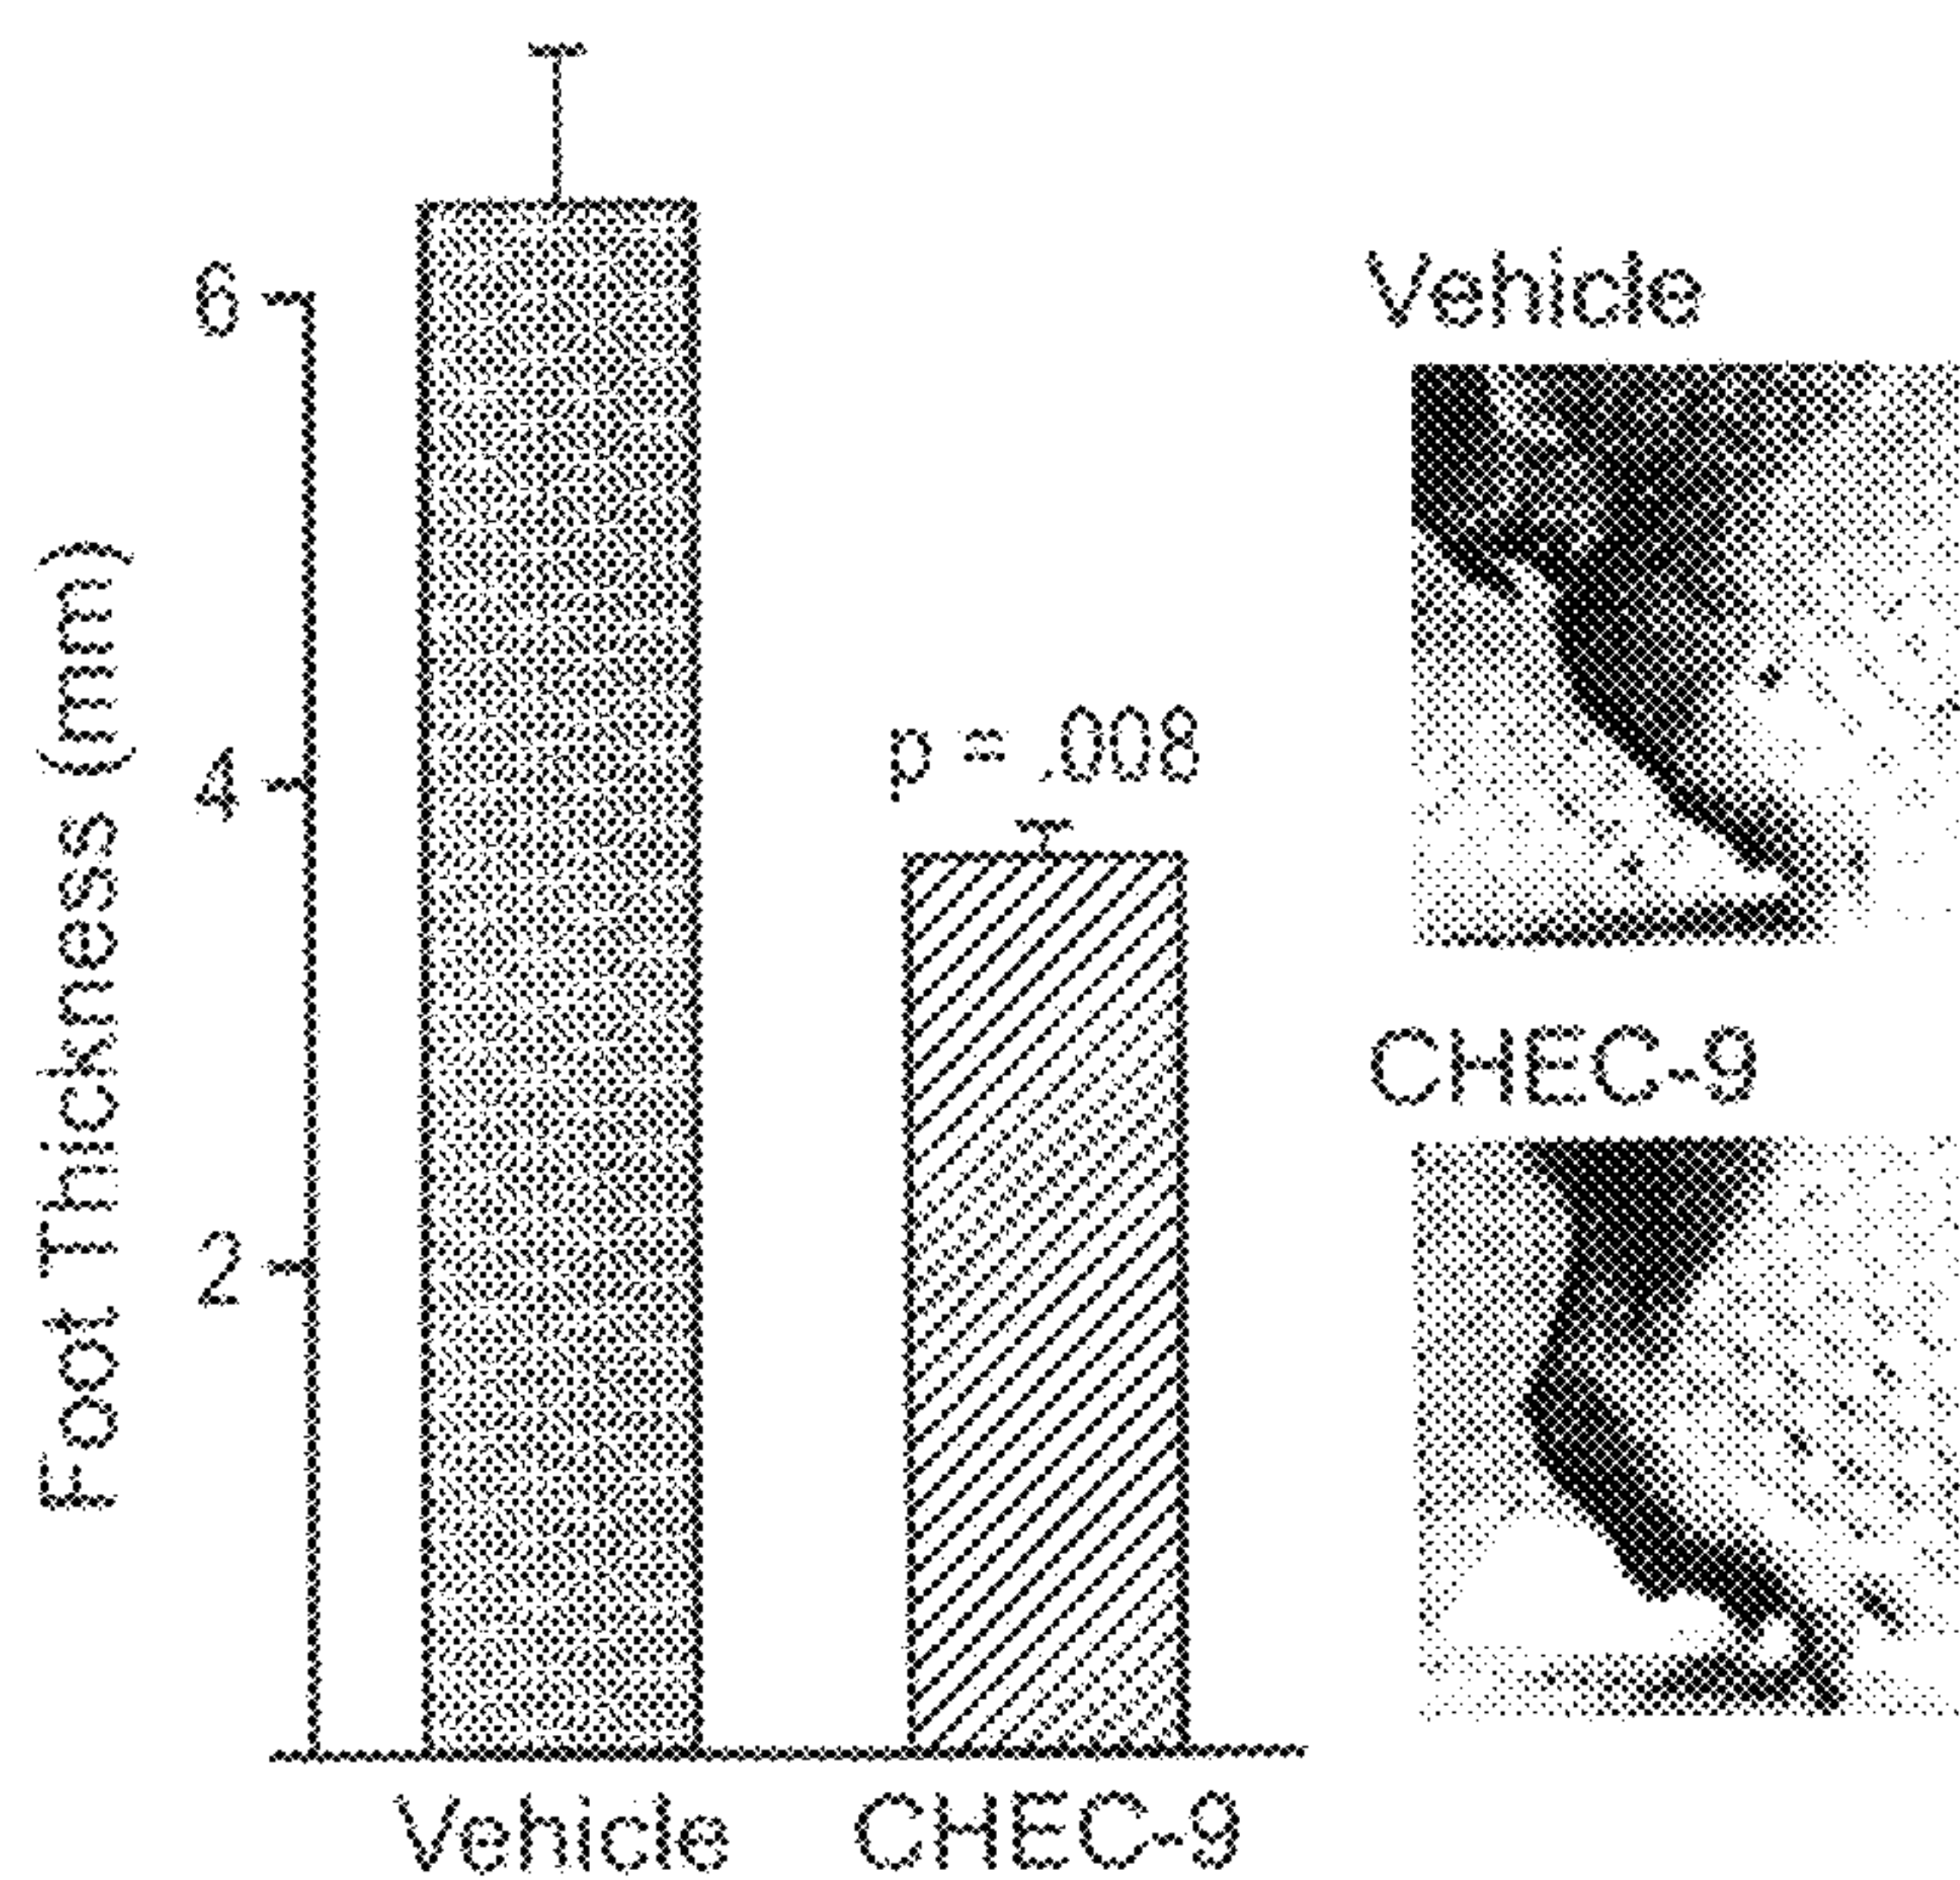 Foot Thickness (mm)
6
4
2
p = .008
Vehicle
CHEC-9
Vehicle
CHEC-9